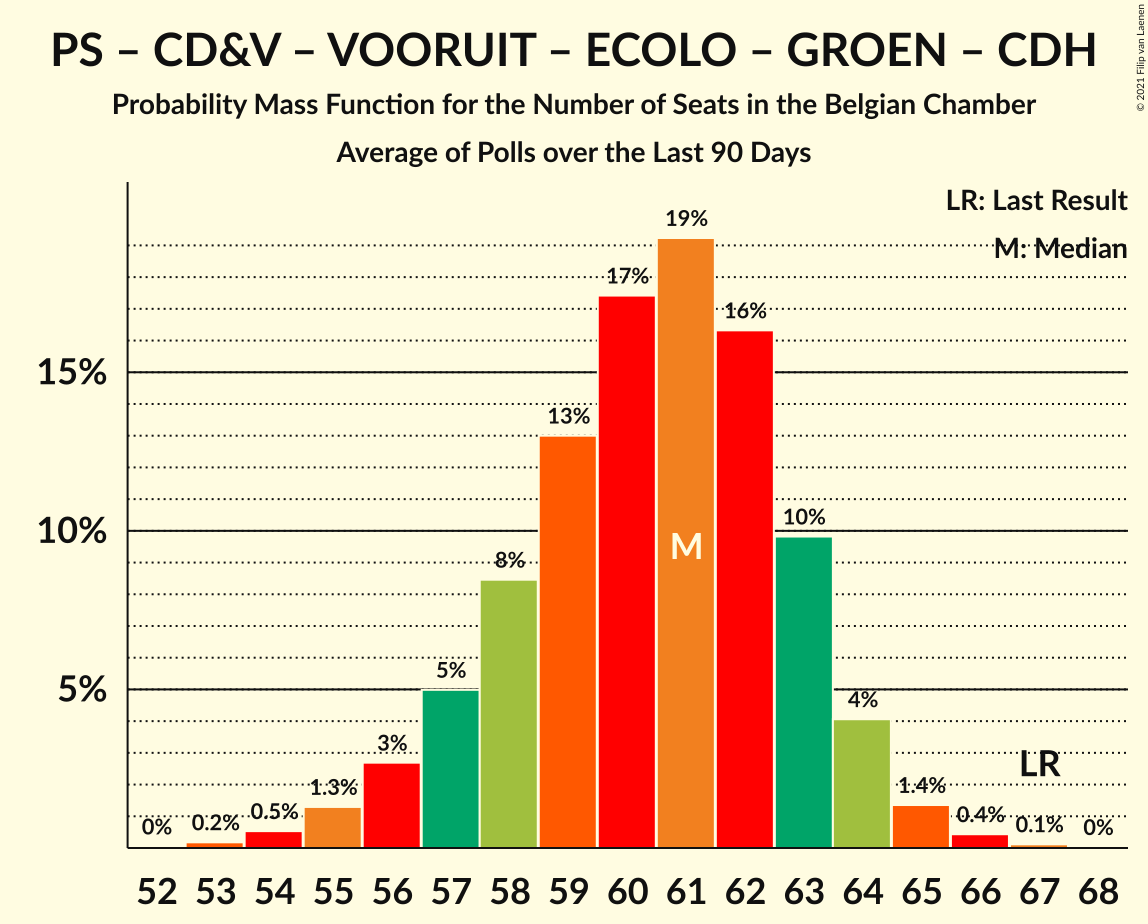 PS – CD&V – VOORUIT – ECOLO – GROEN – CDH
Probability Mass Function for the Number of Seats in the Belgian Chamber
Average of Polls over the Last 90 Days
© 2021 Filip van Laenen
LR: Last Result
M: Median
15%
10%
5%
0%
0.2%
0.5%
1.3%
3%
5%
8%
13%
17%
19%
16%
10%
4%
1.4%
0.4%
0.1%
0%
M
LR
52 53 54 55 56 57 58 59 60 61 62 63 64 65 66 67 68